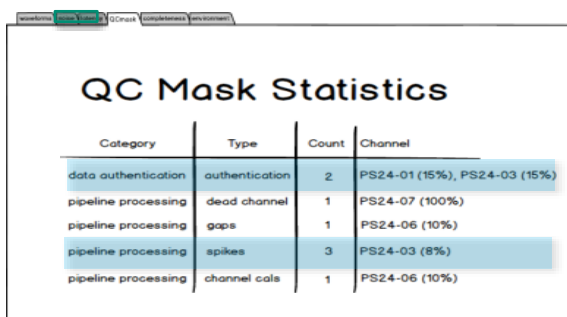 waveforms QCmask completeness environment
QC Mask Statistics
Category Type Count Channel
data authentication authentication 2 PS24-01 (15%), PS24-03 (15%)
pipeline processing dead channel 1 PS24-07 (100%)
pipeline processing gaps 1 PS24-06 (10%)
pipeline processing spikes 3 PS24-03 (8%)
pipeline processing channel cals 1 PS24-06 (10%)